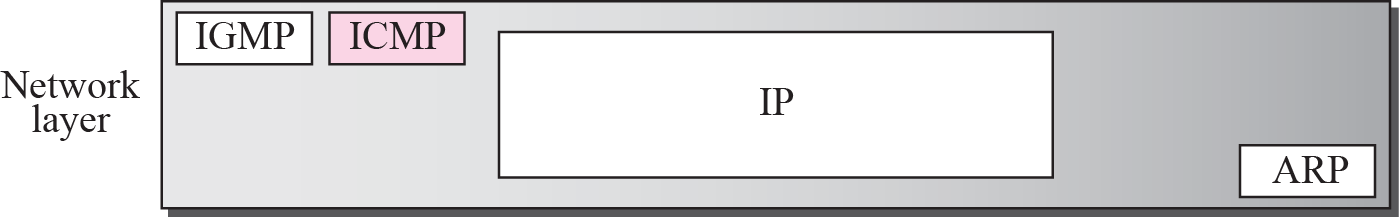 IGMP
ICMP
Network
layer
IP
ARP